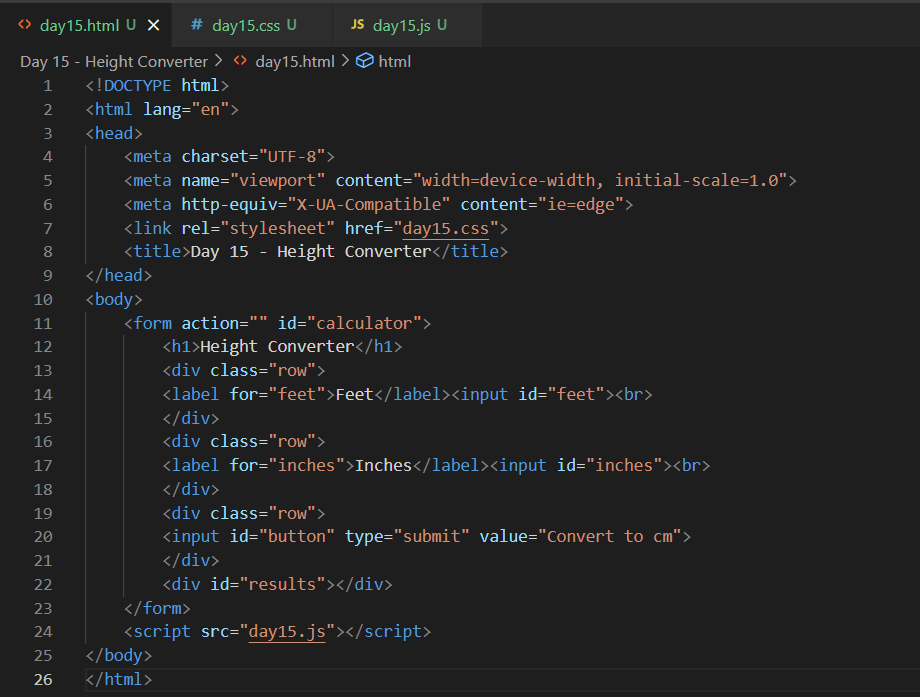 <> day15.html U × # day15.css U JS day15.js U
Day 15 - Height Converter > <> day15.html > html
1 <!DOCTYPE html>
2 <html lang="en">
3 <head>
4     <meta charset="UTF-8">
5     <meta name="viewport" content="width=device-width, initial-scale=1.0">
6     <meta http-equiv="X-UA-Compatible" content="ie=edge">
7     <link rel="stylesheet" href="day15.css">
8     <title>Day 15 - Height Converter</title>
9 </head>
10 <body>
11     <form action="" id="calculator">
12         <h1>Height Converter</h1>
13         <div class="row">
14         <label for="feet">Feet</label><input id="feet"><br>
15         </div>
16         <div class="row">
17         <label for="inches">Inches</label><input id="inches"><br>
18         </div>
19         <div class="row">
20         <input id="button" type="submit" value="Convert to cm">
21         </div>
22         <div id="results"></div>
23     </form>
24     <script src="day15.js"></script>
25 </body>
26 </html>